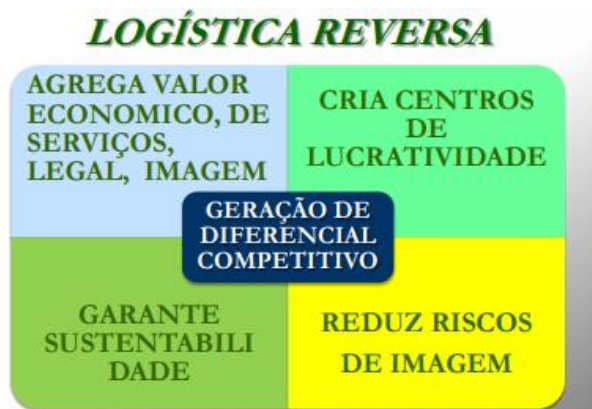 LOGÍSTICA REVERSA
AGREGA VALOR
ECONOMICO, DE
SERVIÇOS,
LEGAL, IMAGEM
CRIA CENTROS
DE
LUCRATIVIDADE
GERAÇÃO DE
DIFERENCIAL
COMPETITIVO
GARANTE
SUSTENTABILI
DADE
REDUZ RISCOS
DE IMAGEM